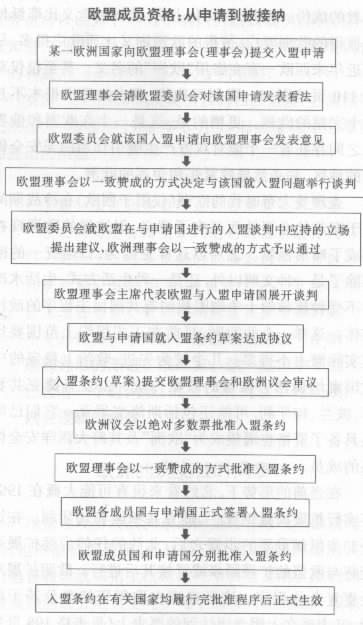 欧盟成员资格：从申请到被接纳
某一欧洲国家向欧盟理事会(理事会)提交入盟申请
欧盟理事会请欧盟委员会对该国申请发表看法
欧盟委员会就该国入盟申请向欧盟理事会发表意见
欧盟理事会以一致赞成的方式决定与该国就入盟问题举行谈判
欧盟委员会就欧盟在与申请国进行的入盟谈判中应持的立场
提出建议,欧洲理事会以一致赞成的方式予以通过
欧盟理事会主席代表欧盟与入盟申请国展开谈判
欧盟与申请国就入盟条约草案达成协议
入盟条约(草案)提交欧盟理事会和欧洲议会审议
欧洲议会以绝对多数票批准入盟条约
欧盟理事会以一致赞成的方式批准入盟条约
欧盟各成员国与申请国正式签署入盟条约
欧盟成员国和申请国分别批准入盟条约
入盟条约在有关国家均履行完批准程序后正式生效